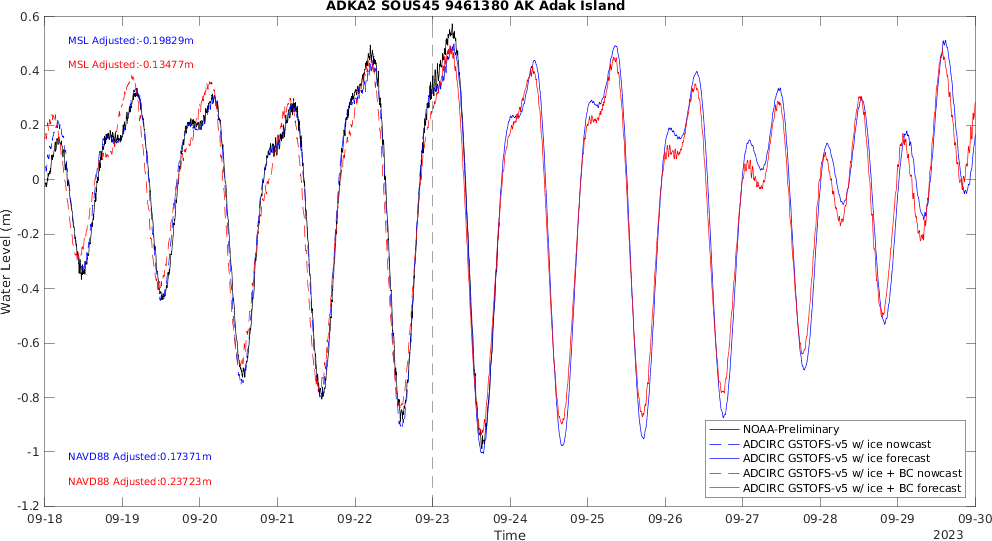 ADKA2 SOUS45 9461380 AK Adak Island
0.6
0.4
0.2
0
-0.2
-0.4
-0.6
-0.8
-1
-1.2
Water Level (m)
MSL Adjusted:-0.19829m
MSL Adjusted:-0.13477m
NAVD88 Adjusted:0.17371m
NAVD88 Adjusted:0.23723m
NOAA-Preliminary
ADCIRC GSTOFS-v5 w/ ice nowcast
ADCIRC GSTOFS-v5 w/ ice forecast
ADCIRC GSTOFS-v5 w/ ice + BC nowcast
ADCIRC GSTOFS-v5 w/ ice + BC forecast
09-18 09-19 09-20 09-21 09-22 09-23 09-24 09-25 09-26 09-27 09-28 09-29 09-30
Time
2023